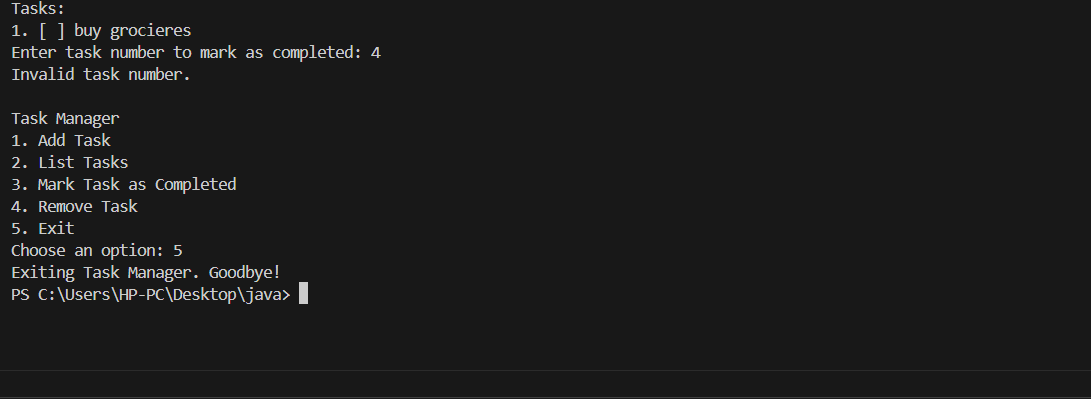 Tasks:
1. [ ] buy grocieres
Enter task number to mark as completed: 4
Invalid task number.
Task Manager
1. Add Task
2. List Tasks
3. Mark Task as Completed
4. Remove Task
5. Exit
Choose an option: 5
Exiting Task Manager. Goodbye!
PS C:\Users\HP-PC\Desktop\java>